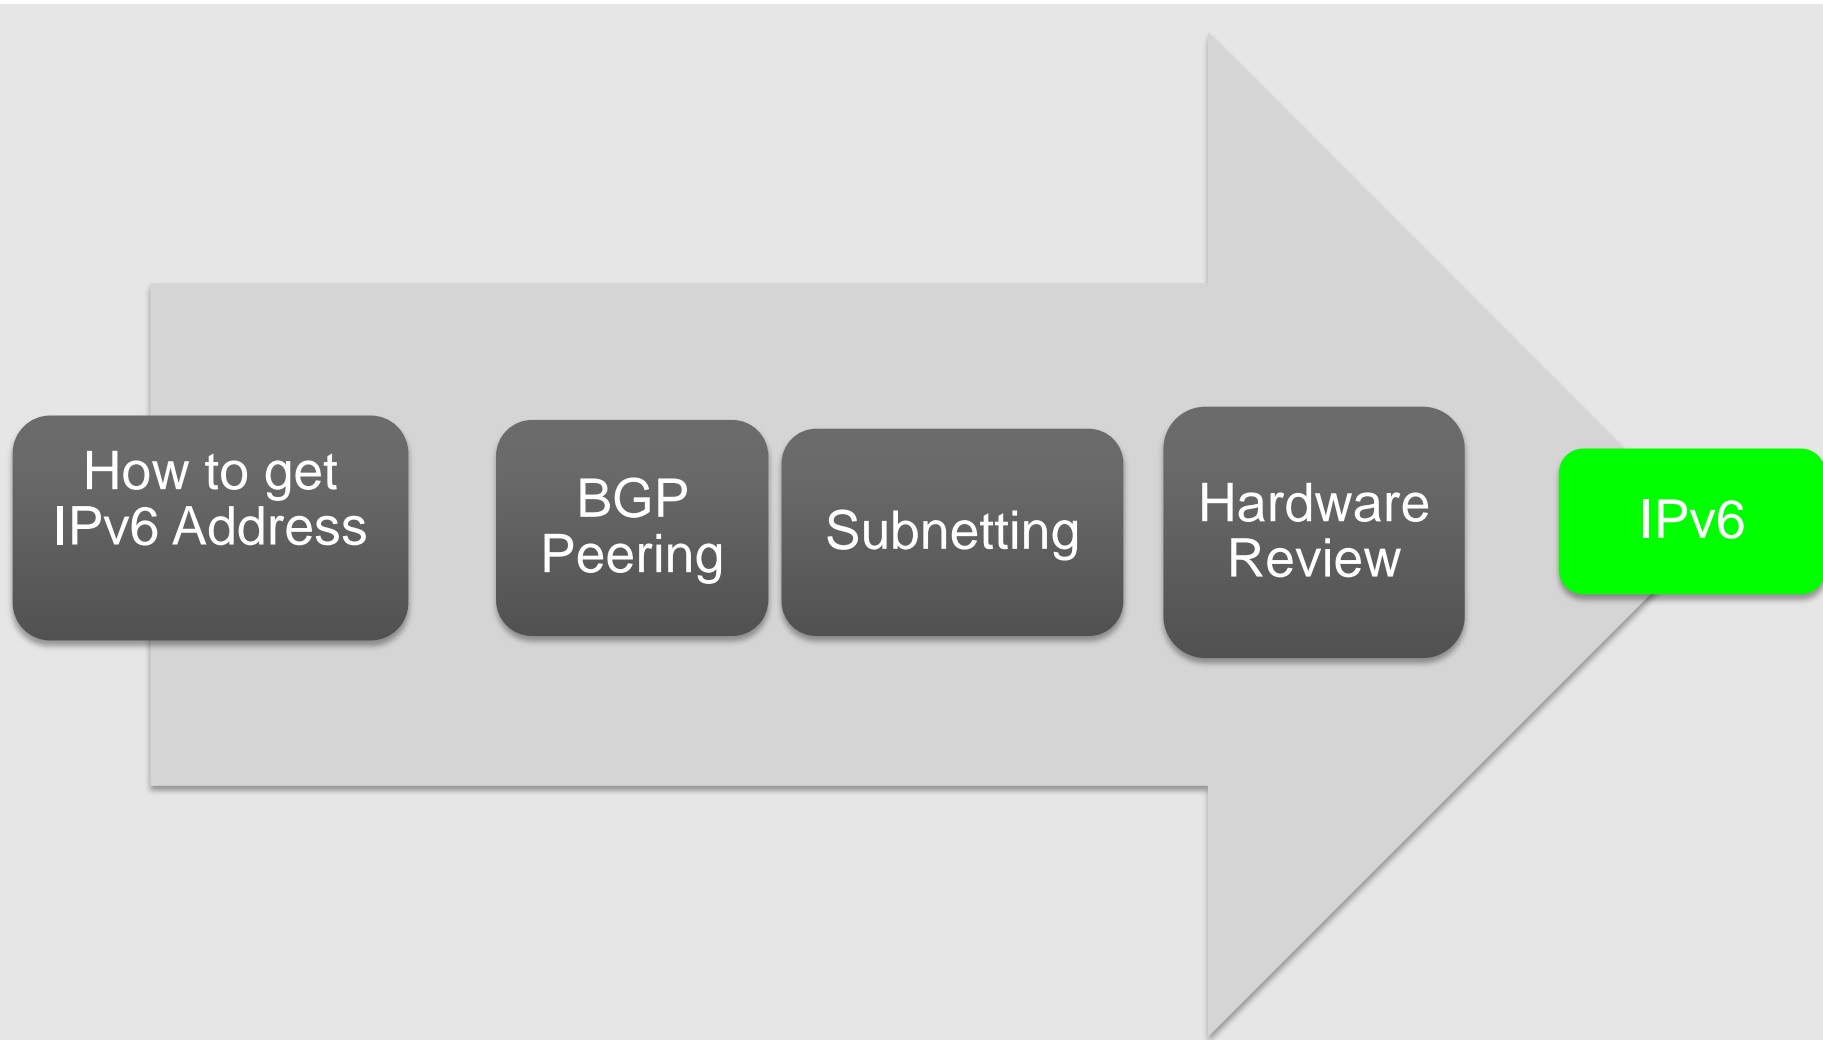 How to get
IPv6 Address
BGP
Peering
Subnetting
Hardware
Review
IPv6